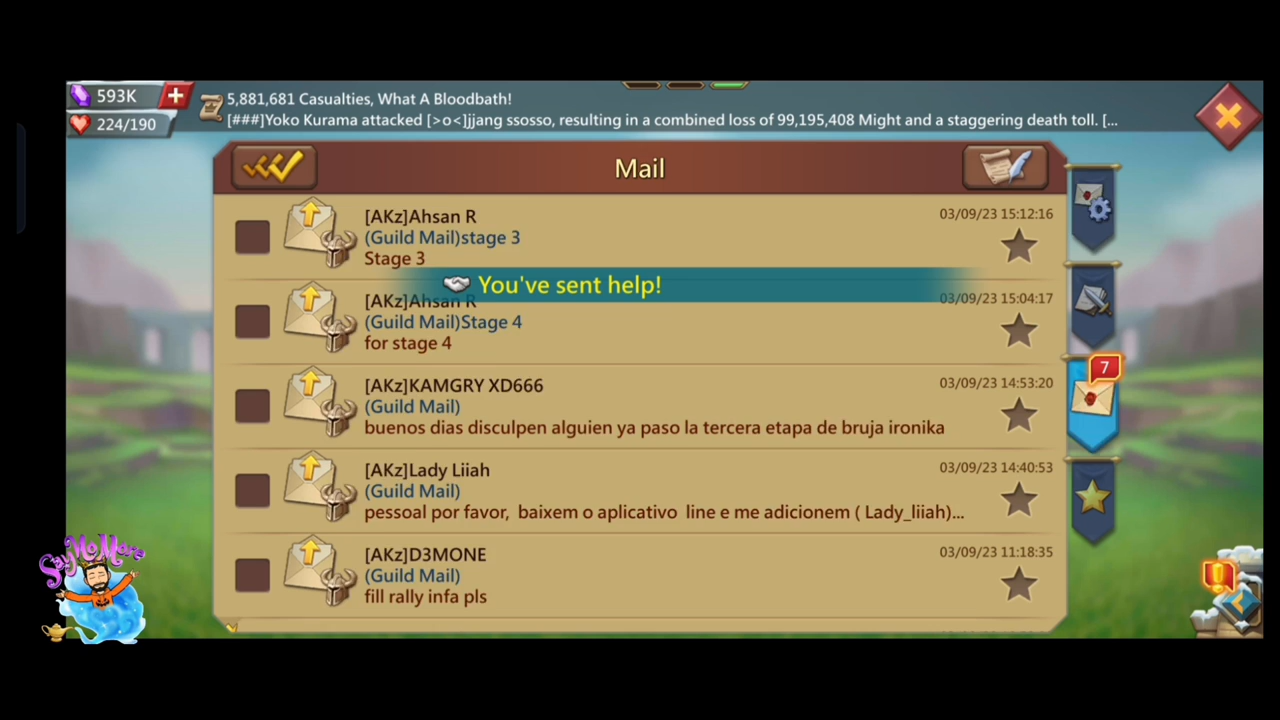 593K
224/190
5,881,681 Casualties, What A Bloodbath!
[###]Yoko Kurama attacked [>o<]jjang ssosso, resulting in a combined loss of 99,195,408 Might and a staggering death toll. [...
Mail
[AKz]Ahsan R
03/09/23 15:12:16
(Guild Mail)stage 3
Stage 3
You've sent help!
[AKz]Ahsan R
03/09/23 15:04:17
(Guild Mail)Stage 4
for stage 4
[AKz]KAMGRY XD666
03/09/23 14:53:20
(Guild Mail)
buenos dias disculpen alguien ya paso la tercera etapa de bruja ironika
7
[AKz]Lady Liiah
03/09/23 14:40:53
(Guild Mail)
pessoal por favor,  baixem o aplicativo  line e me adicionem ( Lady_liiah)...
[AKz]D3MONE
03/09/23 11:18:35
(Guild Mail)
fill rally infa pls
SayMoMore